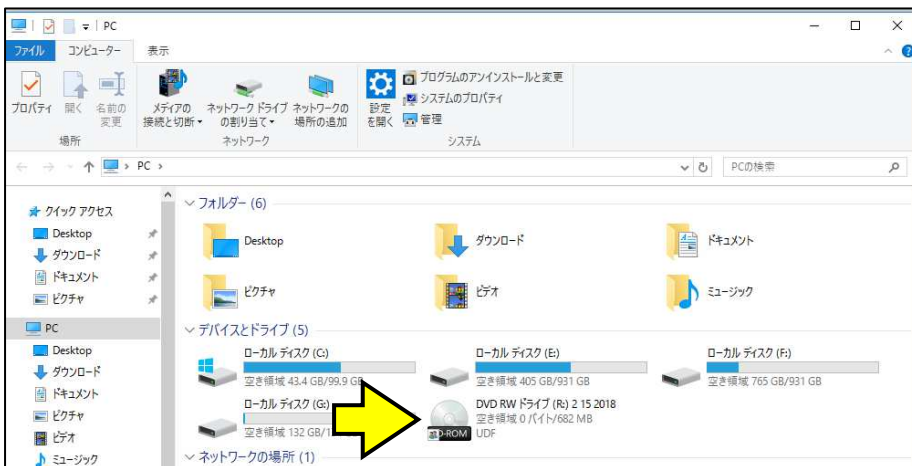 PC
ファイル コンピューター 表示
プロパティ 開く 名前の変更 メディアの接続と切断 ネットワーク ドライブの割り当て ネットワークの場所の追加 設定を開く プログラムのアンインストールと変更
システムのプロパティ
管理
場所 ネットワーク システム
PC PCの検索
クイック アクセス
Desktop
ダウンロード
ドキュメント
ピクチャ
PC
Desktop
ダウンロード
ドキュメント
ピクチャ
ビデオ
ミュージック
フォルダー (6)
Desktop ダウンロード ドキュメント
ピクチャ ビデオ ミュージック
デバイスとドライブ (5)
ローカル ディスク (C:)
空き領域 43.4 GB/99.9 GB
ローカル ディスク (E:)
空き領域 405 GB/931 GB
ローカル ディスク (F:)
空き領域 765 GB/931 GB
ローカル ディスク (G:)
空き領域 132 GB
DVD RW ドライブ (R:) 2 15 2018
空き領域 0 バイト/682 MB
UDF
ネットワークの場所 (1)